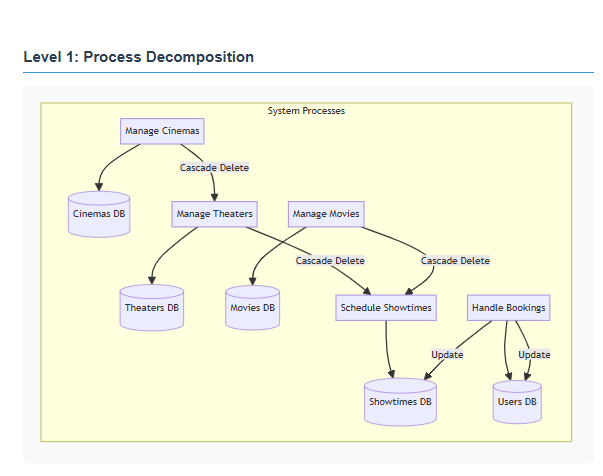 Level 1: Process Decomposition
System Processes
Manage Cinemas
Cascade Delete
Cinemas DB
Manage Theaters
Manage Movies
Cascade Delete
Cascade Delete
Theaters DB
Movies DB
Schedule Showtimes
Handle Bookings
Update
Update
Showtimes DB
Users DB